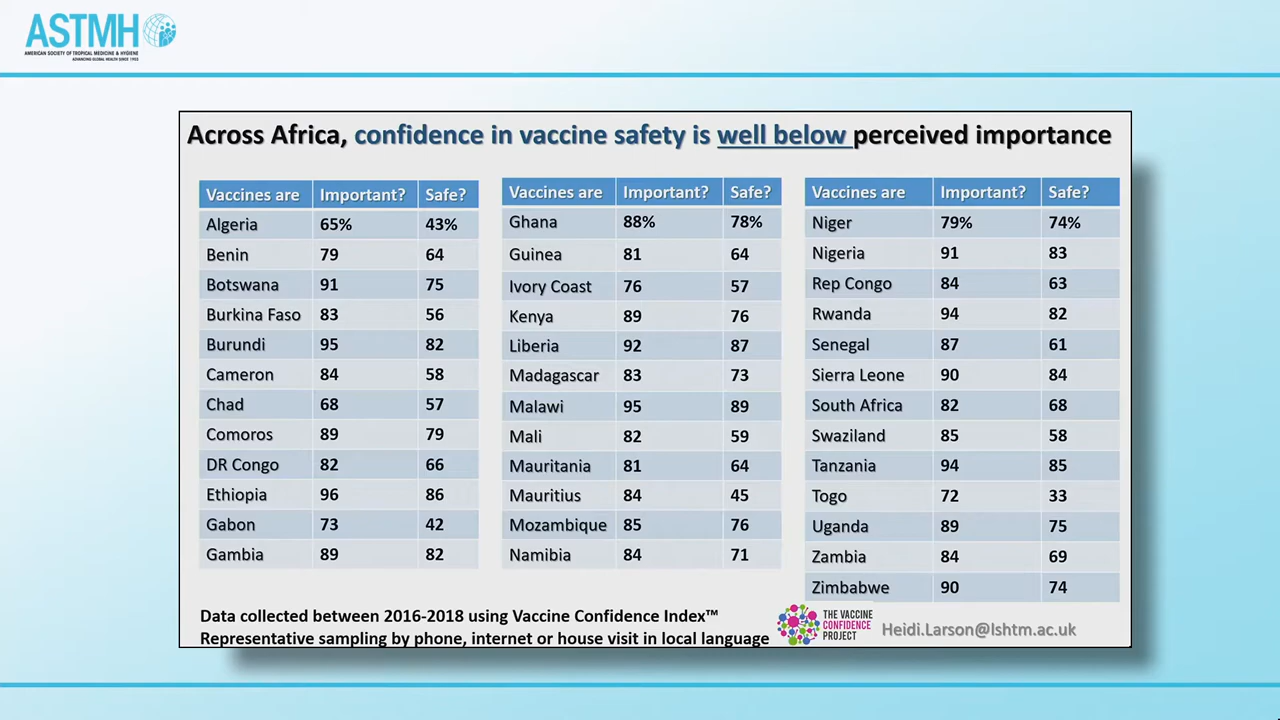 ASTMH
AMERICAN SOCIETY OF TROPICAL MEDICINE & HYGIENE
ADVANCING GLOBAL HEALTH SINCE 1903
Across Africa, confidence in vaccine safety is well below perceived importance
Vaccines are Important? Safe?
Algeria 65% 43%
Benin 79 64
Botswana 91 75
Burkina Faso 83 56
Burundi 95 82
Cameron 84 58
Chad 68 57
Comoros 89 79
DR Congo 82 66
Ethiopia 96 86
Gabon 73 42
Gambia 89 82
Vaccines are Important? Safe?
Ghana 88% 78%
Guinea 81 64
Ivory Coast 76 57
Kenya 89 76
Liberia 92 87
Madagascar 83 73
Malawi 95 89
Mali 82 59
Mauritania 81 64
Mauritius 84 45
Mozambique 85 76
Namibia 84 71
Vaccines are Important? Safe?
Niger 79% 74%
Nigeria 91 83
Rep Congo 84 63
Rwanda 94 82
Senegal 87 61
Sierra Leone 90 84
South Africa 82 68
Swaziland 85 58
Tanzania 94 85
Togo 72 33
Uganda 89 75
Zambia 84 69
Zimbabwe 90 74
Data collected between 2016-2018 using Vaccine Confidence Index™
Representative sampling by phone, internet or house visit in local language
THE VACCINE
CONFIDENCE
PROJECT
Heidi.Larson@lshtm.ac.uk